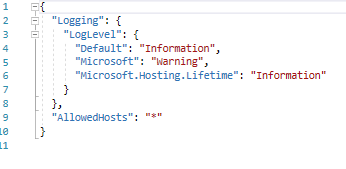 1 {
2 "Logging": {
3 "LogLevel": {
4 "Default": "Information",
5 "Microsoft": "Warning",
6 "Microsoft.Hosting.Lifetime": "Information"
7 }
8 },
9 "AllowedHosts": "*"
10 }
11